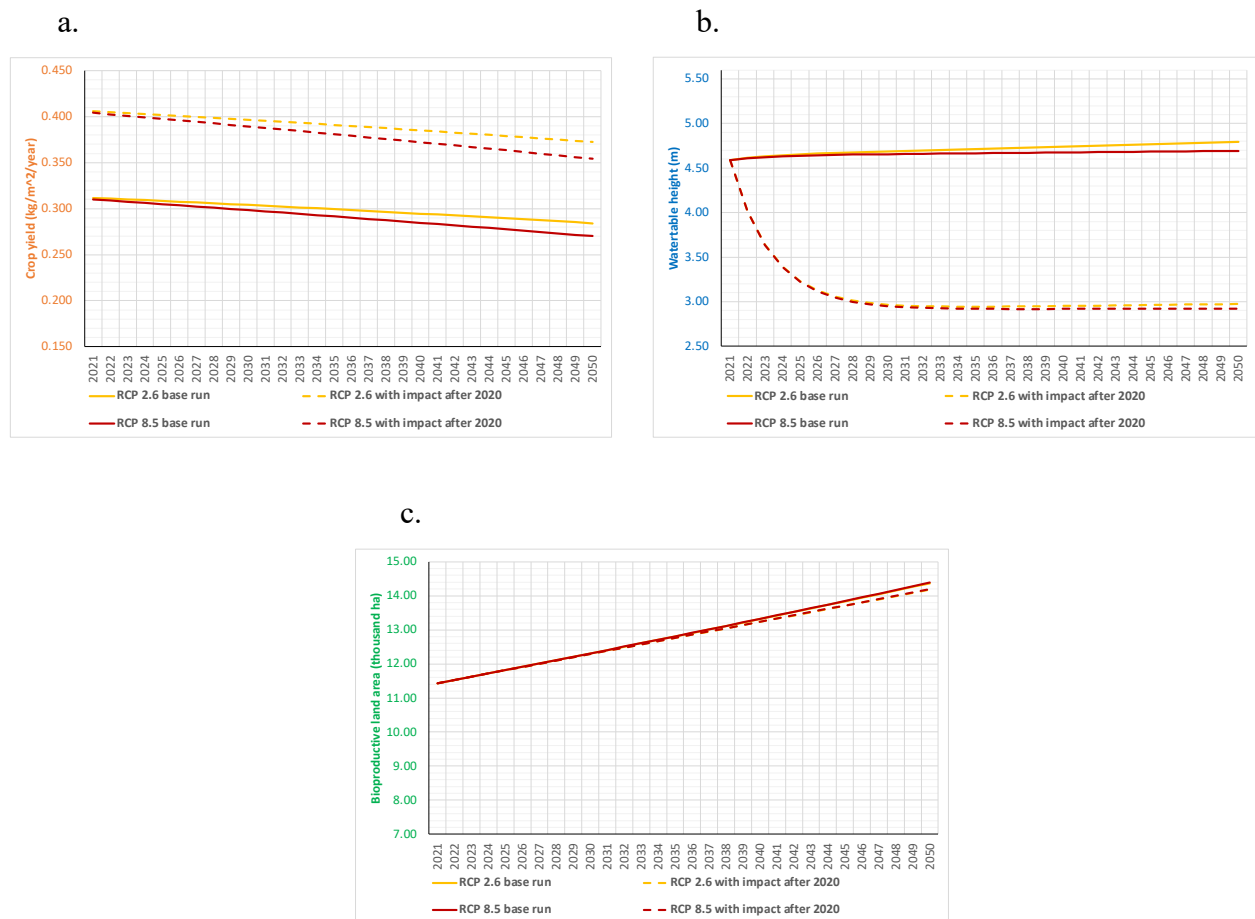 a.
Crop yield (kg/m^2/year)
0.450
0.400
0.350
0.300
0.250
0.200
0.150
2021 2022 2023 2024 2025 2026 2027 2028 2029 2030 2031 2032 2033 2034 2035 2036 2037 2038 2039 2040 2041 2042 2043 2044 2045 2046 2047 2048 2049 2050
RCP 2.6 base run RCP 2.6 with impact after 2020
RCP 8.5 base run RCP 8.5 with impact after 2020
b.
Watertable height (m)
5.50
5.00
4.50
4.00
3.50
3.00
2.50
2021 2022 2023 2024 2025 2026 2027 2028 2029 2030 2031 2032 2033 2034 2035 2036 2037 2038 2039 2040 2041 2042 2043 2044 2045 2046 2047 2048 2049 2050
RCP 2.6 base run RCP 2.6 with impact after 2020
RCP 8.5 base run RCP 8.5 with impact after 2020
c.
Bioproductive land area (thousand ha)
15.00
14.00
13.00
12.00
11.00
10.00
9.00
8.00
7.00
2021 2022 2023 2024 2025 2026 2027 2028 2029 2030 2031 2032 2033 2034 2035 2036 2037 2038 2039 2040 2041 2042 2043 2044 2045 2046 2047 2048 2049 2050
RCP 2.6 base run RCP 2.6 with impact after 2020
RCP 8.5 base run RCP 8.5 with impact after 2020